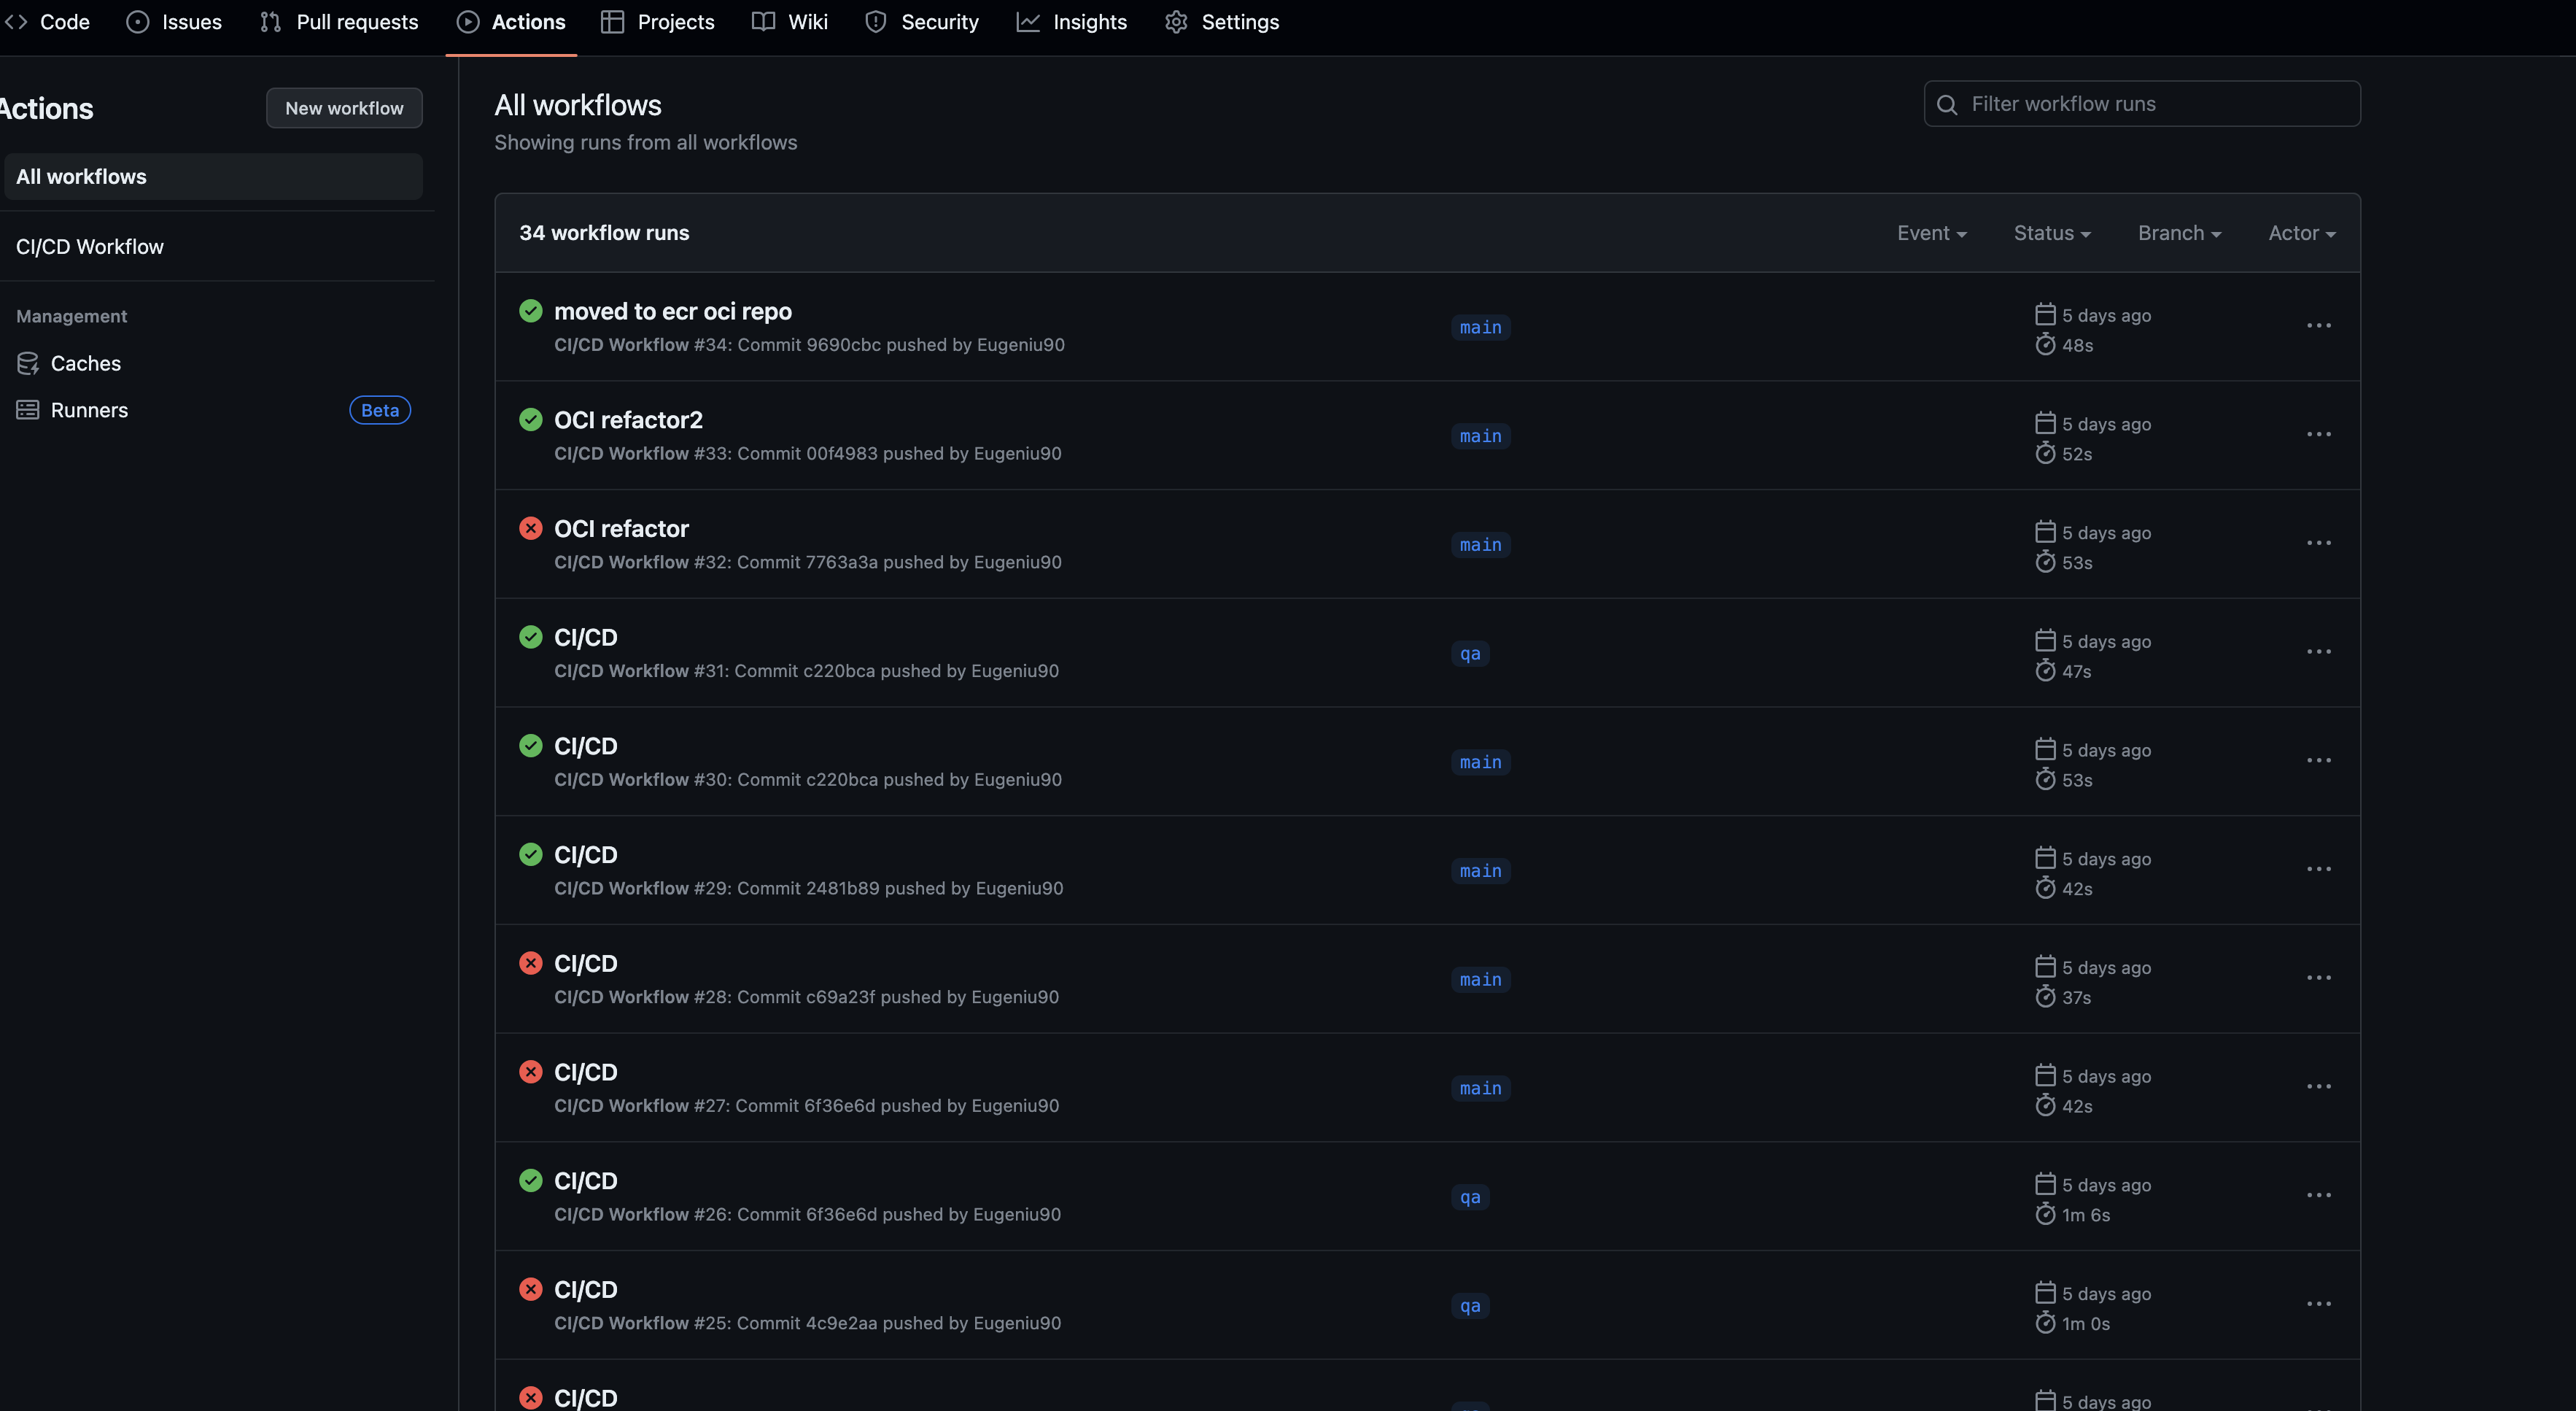 Code Issues Pull requests Actions Projects Wiki Security Insights Settings
Actions
New workflow
All workflows
CI/CD Workflow
Management
Caches
Runners Beta
All workflows
Showing runs from all workflows
Filter workflow runs
34 workflow runs Event Status Branch Actor
moved to ecr oci repo
CI/CD Workflow #34: Commit 9690cbc pushed by Eugeniu90
main
5 days ago
48s
OCI refactor2
CI/CD Workflow #33: Commit 00f4983 pushed by Eugeniu90
main
5 days ago
52s
OCI refactor
CI/CD Workflow #32: Commit 7763a3a pushed by Eugeniu90
main
5 days ago
53s
CI/CD
CI/CD Workflow #31: Commit c220bca pushed by Eugeniu90
qa
5 days ago
47s
CI/CD
CI/CD Workflow #30: Commit c220bca pushed by Eugeniu90
main
5 days ago
53s
CI/CD
CI/CD Workflow #29: Commit 2481b89 pushed by Eugeniu90
main
5 days ago
42s
CI/CD
CI/CD Workflow #28: Commit c69a23f pushed by Eugeniu90
main
5 days ago
37s
CI/CD
CI/CD Workflow #27: Commit 6f36e6d pushed by Eugeniu90
main
5 days ago
42s
CI/CD
CI/CD Workflow #26: Commit 6f36e6d pushed by Eugeniu90
qa
5 days ago
1m 6s
CI/CD
CI/CD Workflow #25: Commit 4c9e2aa pushed by Eugeniu90
qa
5 days ago
1m 0s
CI/CD
5 days ago